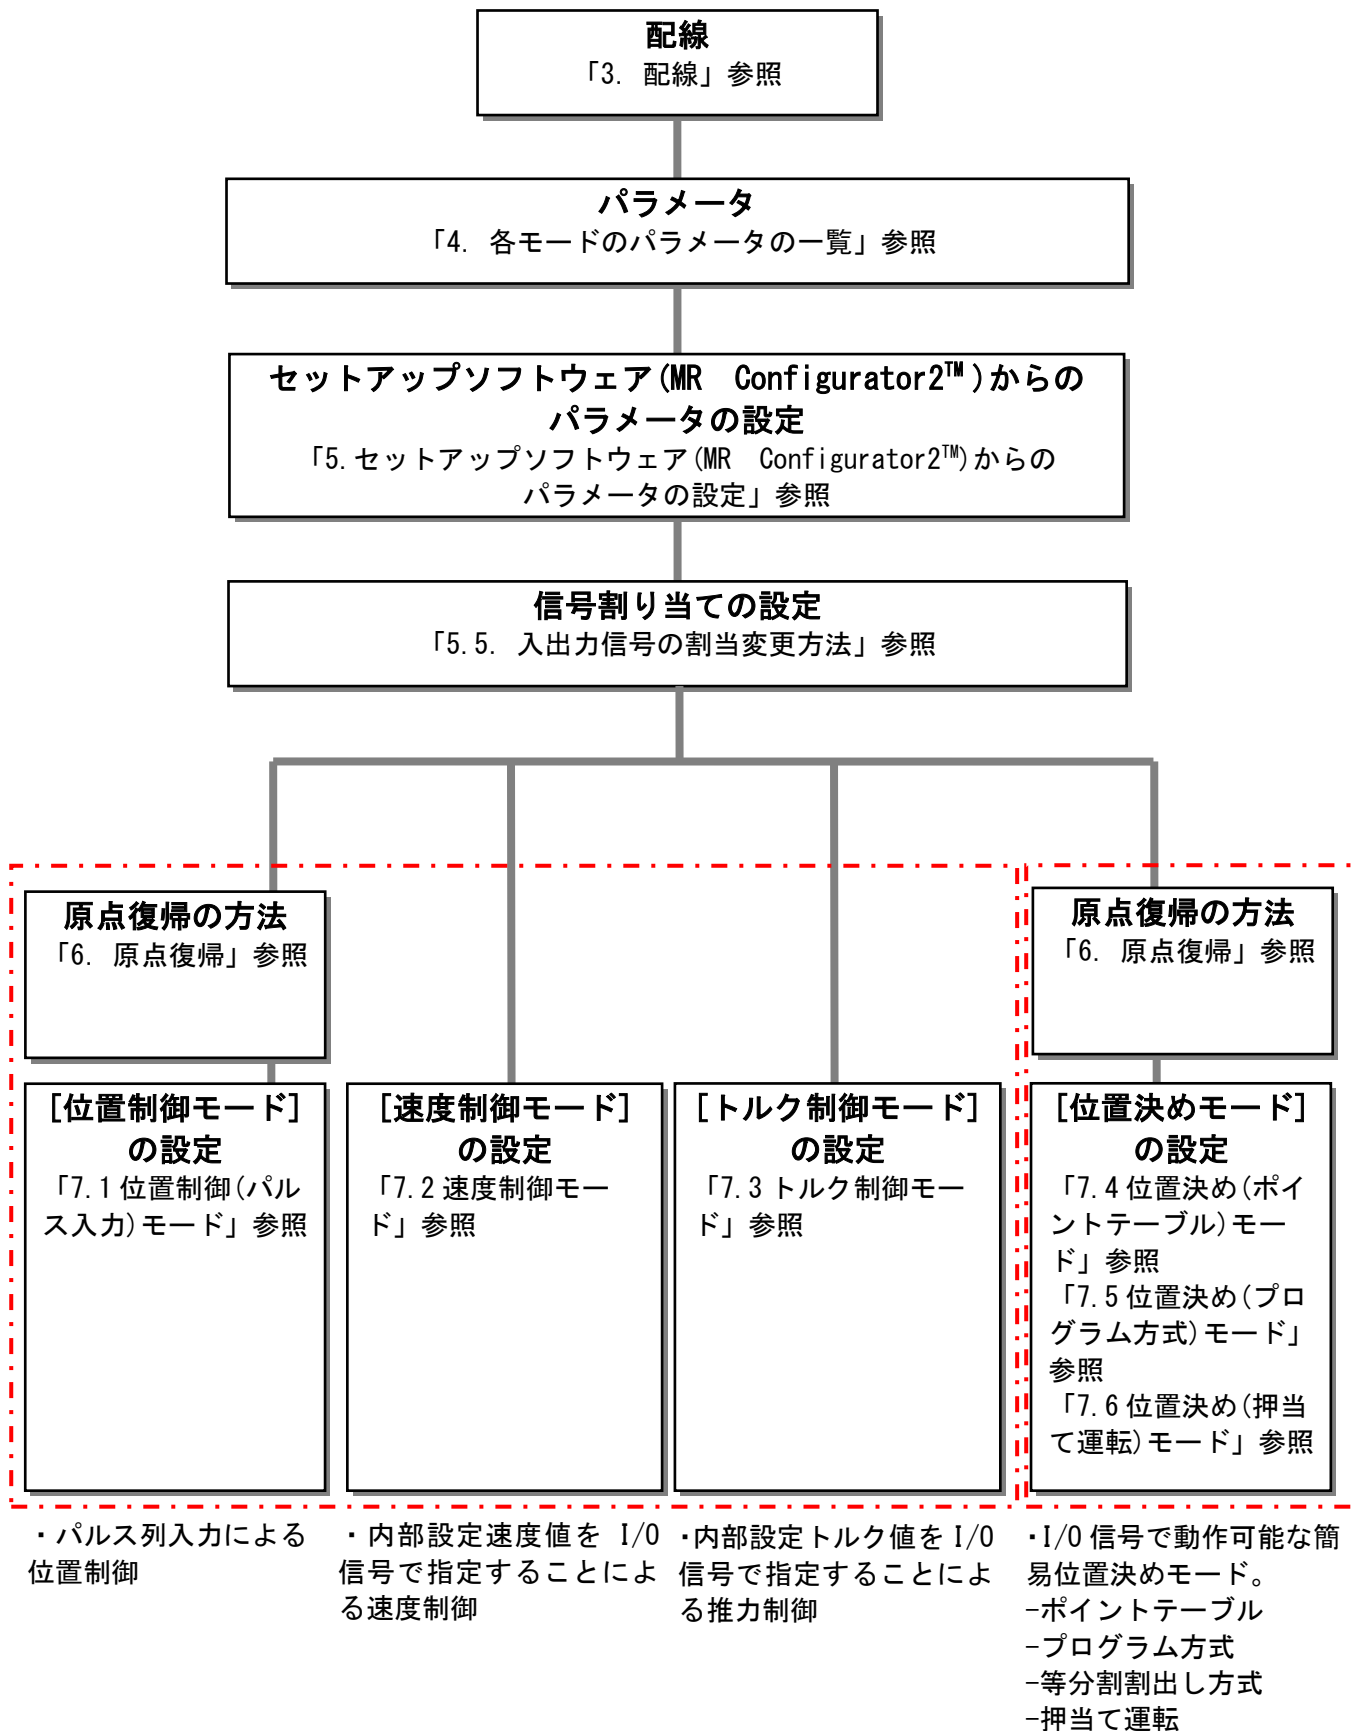 配線
「3. 配線」参照
パラメータ
「4. 各モードのパラメータの一覧」参照
セットアップソフトウェア(MR Configurator2™)からの
パラメータの設定
「5.セットアップソフトウェア(MR Configurator2™)からの
パラメータの設定」参照
信号割り当ての設定
「5.5. 入出力信号の割当変更方法」参照
原点復帰の方法
「6. 原点復帰」参照
原点復帰の方法
「6. 原点復帰」参照
[位置制御モード]
の設定
「7.1 位置制御(パル
ス入力)モード」参照
[速度制御モード]
の設定
「7.2 速度制御モー
ド」参照
[トルク制御モード]
の設定
「7.3 トルク制御モー
ド」参照
[位置決めモード]
の設定
「7.4 位置決め(ポイ
ントテーブル)モー
ド」参照
「7.5 位置決め(プロ
グラム方式)モード」
参照
「7.6 位置決め(押当
て運転)モード」参照
・パルス列入力による
位置制御
・内部設定速度値を I/O
信号で指定することによ
る速度制御
・内部設定トルク値を I/O
信号で指定することによ
る推力制御
・I/O 信号で動作可能な簡
易位置決めモード。
-ポイントテーブル
-プログラム方式
-等分割割出し方式
-押当て運転